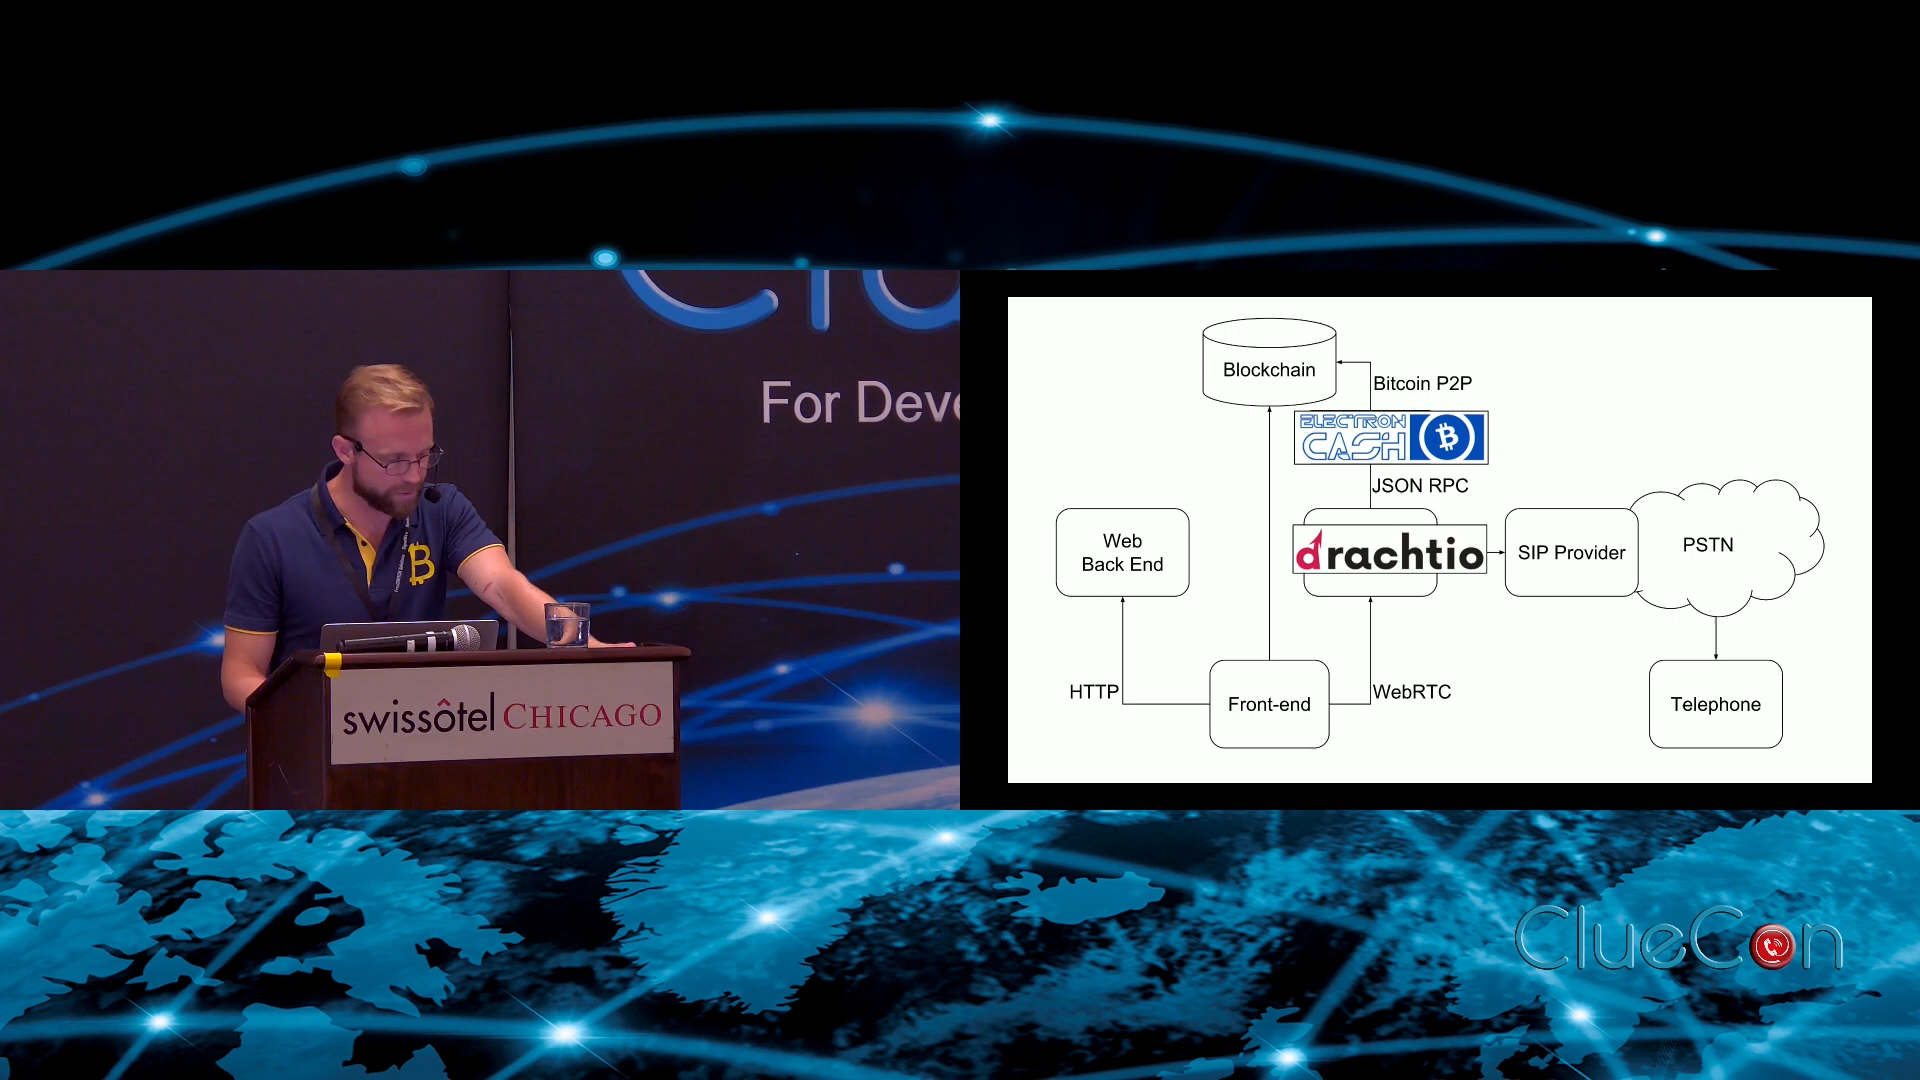 Clu
For Deve
swissôtel CHICAGO
B
Blockchain
Bitcoin P2P
ELECTRON
CASH
JSON RPC
Web
Back End
drachtio
SIP Provider
PSTN
HTTP
Front-end
WebRTC
Telephone
ClueCon